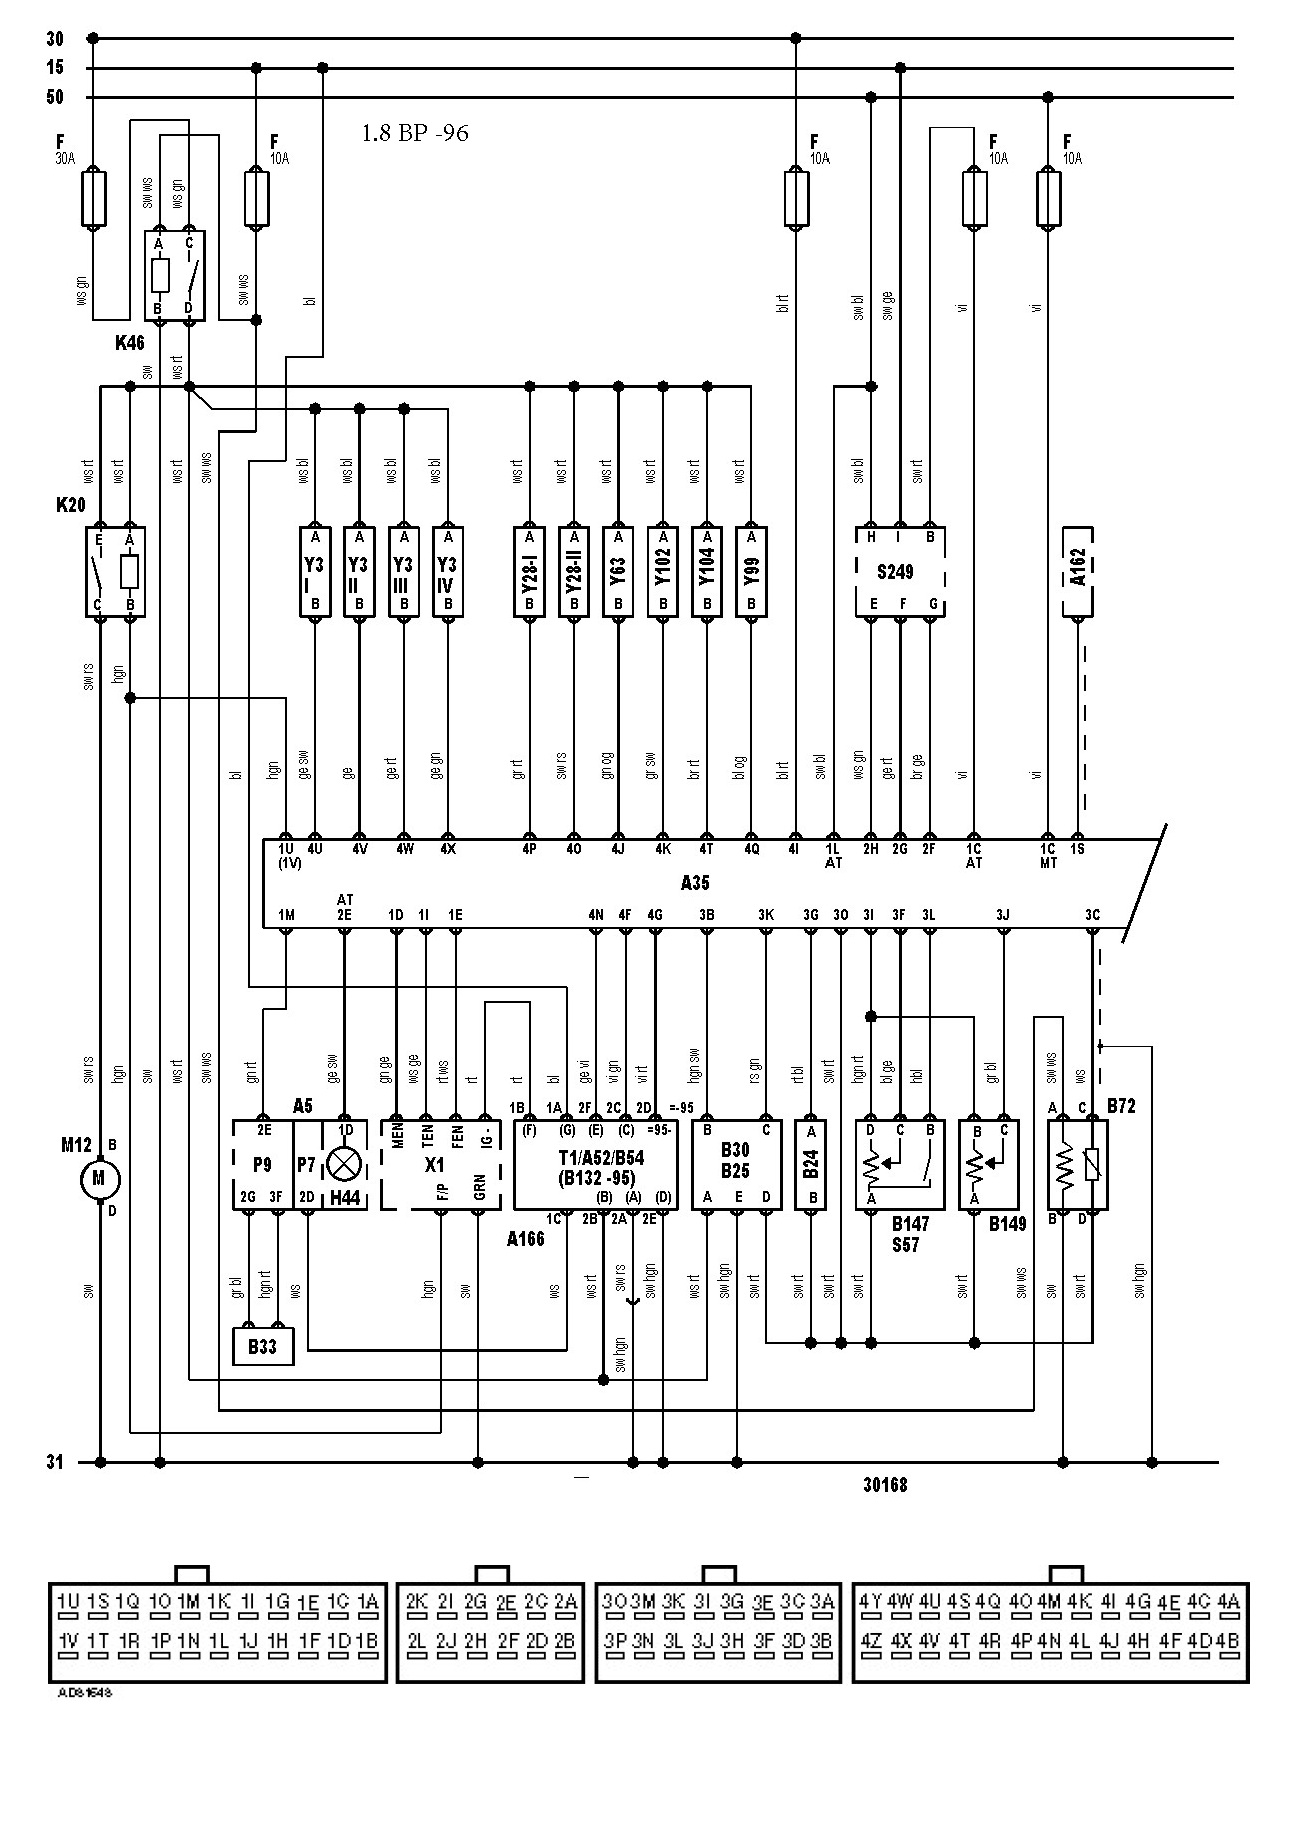 30
15
50
1.8 BP -96
F 30A
F 10A
F 10A
F 10A
F 10A
sw ws
ws gn
A C
ws gn
sw ws
bl
bl rt
sw bl
sw ge
vi
vi
B D
K46
sw
ws rt
ws rt
ws rt
ws rt
sw ws
ws bl
ws bl
ws bl
ws bl
ws rt
ws rt
ws rt
ws rt
ws rt
ws rt
sw bl
sw rt
K20
E A
A A A A A A A A A A
H I B
Y3 I
Y3 II
Y3 III
Y3 IV
Y28-I
Y28-II
Y63
Y102
Y104
Y99
S249
A162
C B
B B B B B B B B B B
E F G
sw rs
hgn
bl
hgn
ge sw
ge
ge rt
ge gn
gr rt
sw rs
gn og
gr sw
br rt
bl og
bl rt
sw bl
ws gn
ge rt
br ge
vi
vi
1U (1V)
4U 4V 4W 4X 4P 4O 4J 4K 4T 4Q 4I
1L AT
2H 2G 2F
1C AT
1C MT
1S
A35
AT
1M 2E 1D 1I 1E 4N 4F 4G 3B 3K 3G 3O 3I 3F 3L 3J 3C
sw rs
hgn
sw
ws rt
sw ws
gn rt
ge sw
gn ge
ws ge
rt ws
rt
rt
bl
ge vi
vi gn
vi rt
hgn sw
rs gn
rt bl
sw rt
hgn rt
bl ge
hbl
gr bl
sw ws
ws
A5
1B 1A 2F 2C 2D =-95
A C B72
2E 1D
MEN TEN FEN IG -
(F) (G) (E) (C) =95-
B C
A
D C B
B C
M12 B
M
D
P9 P7 H44
X1
T1/A52/B54
(B132 -95)
B30
B25
B24
2G 3F 2D
F/P GRN
(B) (A) (D)
A E D
B
A
A
B D
A166
1C 2B 2A 2E
B147
S57
B149
sw
gr bl
hgn rt
ws
hgn
sw
ws
ws rt
sw rs
sw hgn
ws rt
sw hgn
sw rt
sw rt
sw rt
sw rt
sw rt
sw ws
sw
sw rt
sw hgn
B33
sw hgn
31
30168
1U 1S 1Q 1O 1M 1K 1I 1G 1E 1C 1A
1V 1T 1R 1P 1N 1L 1J 1H 1F 1D 1B
2K 2I 2G 2E 2C 2A
2L 2J 2H 2F 2D 2B
3O 3M 3K 3I 3G 3E 3C 3A
3P 3N 3L 3J 3H 3F 3D 3B
4Y 4W 4U 4S 4Q 4O 4M 4K 4I 4G 4E 4C 4A
4Z 4X 4V 4T 4R 4P 4N 4L 4J 4H 4F 4D 4B
AD81648